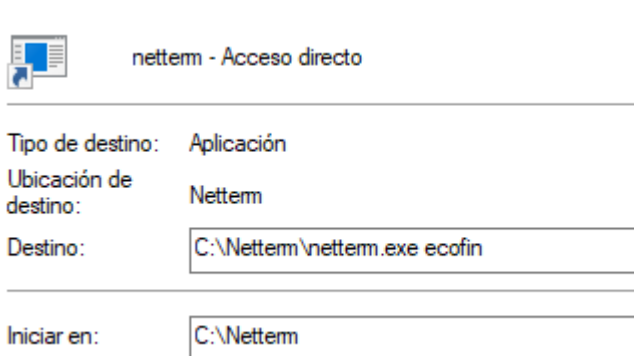 netterm - Acceso directo
Tipo de destino: Aplicación
Ubicación de destino: Netterm
Destino: C:\Netterm\netterm.exe ecofin
Iniciar en: C:\Netterm